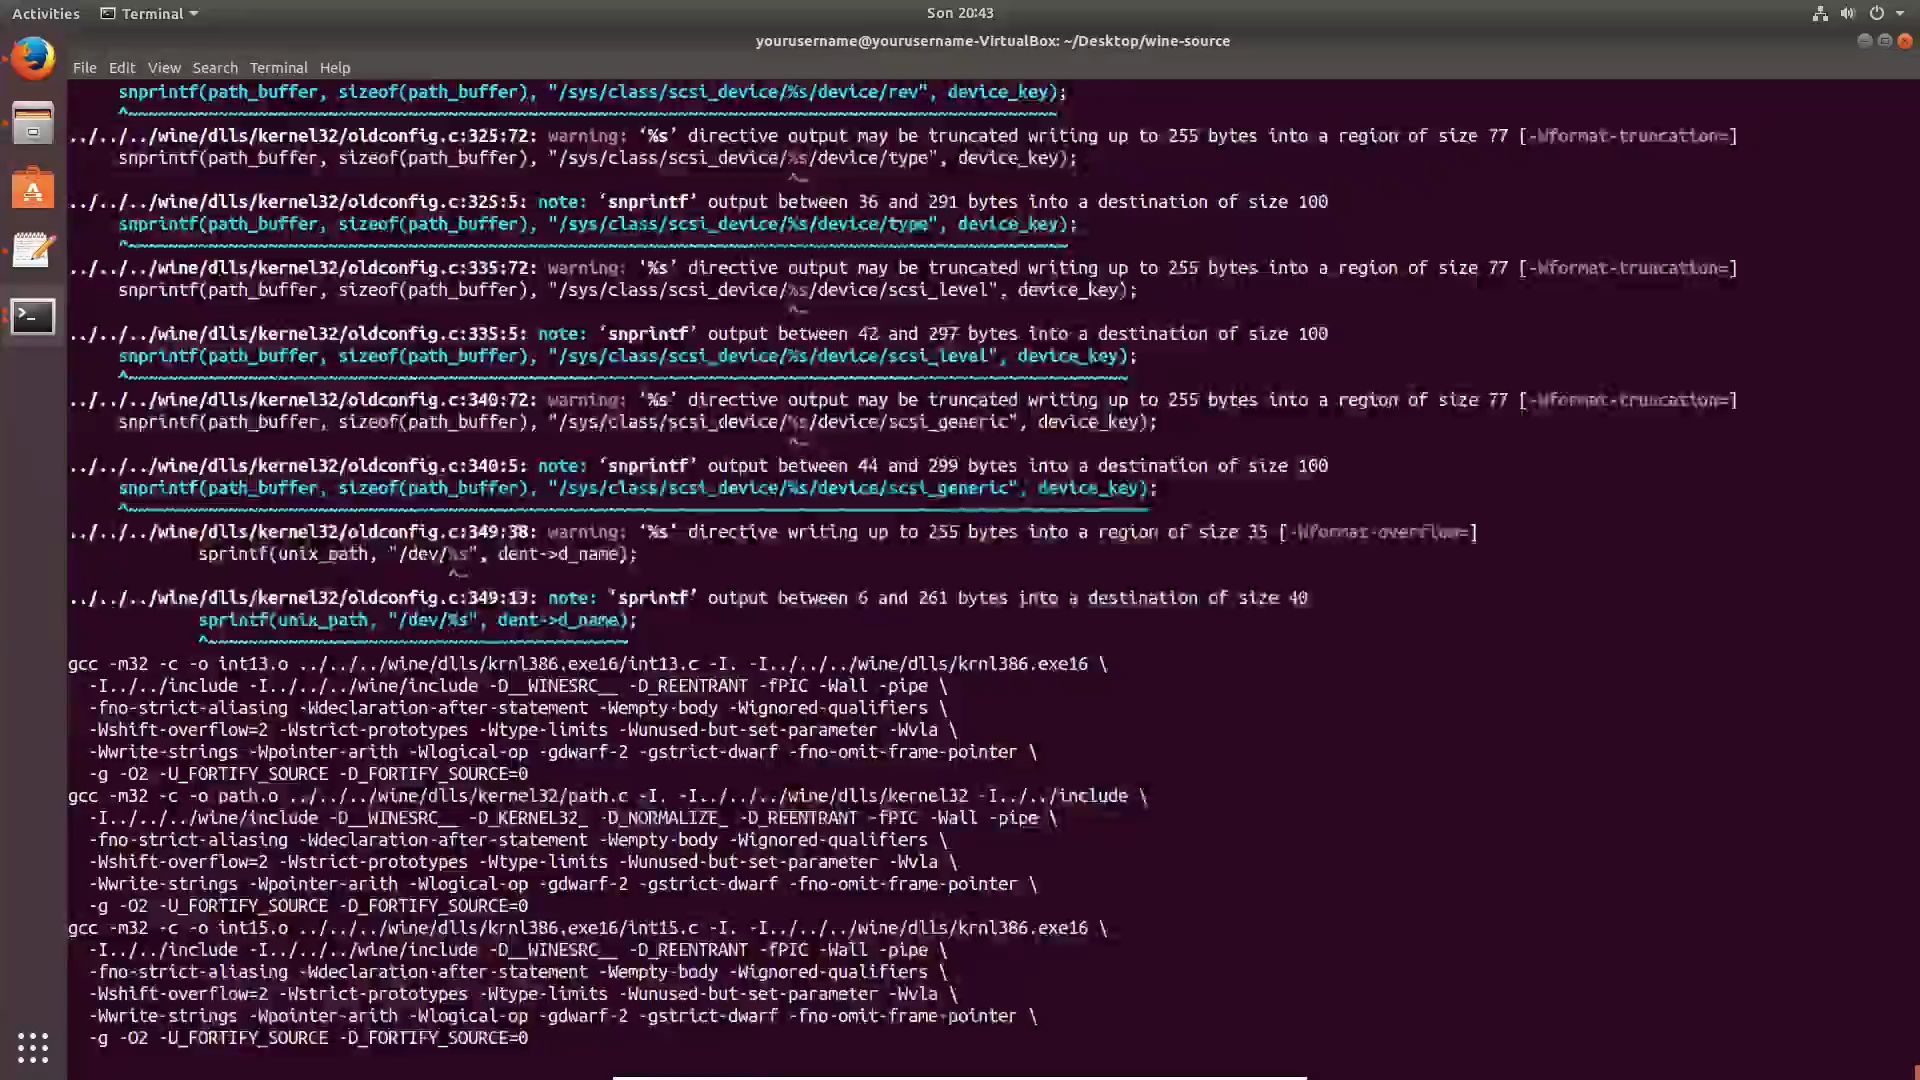 Activities Terminal Son 20:43
yourusername@yourusername-VirtualBox: ~/Desktop/wine-source
File Edit View Search Terminal Help
snprintf(path_buffer, sizeof(path_buffer), "/sys/class/scsi_device/%s/device/rev", device_key);
^~~~~~~~~~~~~~~~~~~~~~~~~~~~~~~~~~~~~~~~~~~~~~~~~~~~~~~~~~~~~~~~~~~~~~~~~~~~~~~~~~~~~~~~~~~~~~
../../../wine/dlls/kernel32/oldconfig.c:325:72: warning: ‘%s’ directive output may be truncated writing up to 255 bytes into a region of size 77 [-Wformat-truncation=]
snprintf(path_buffer, sizeof(path_buffer), "/sys/class/scsi_device/%s/device/type", device_key);
^~
../../../wine/dlls/kernel32/oldconfig.c:325:5: note: ‘snprintf’ output between 36 and 291 bytes into a destination of size 100
snprintf(path_buffer, sizeof(path_buffer), "/sys/class/scsi_device/%s/device/type", device_key);
^~~~~~~~~~~~~~~~~~~~~~~~~~~~~~~~~~~~~~~~~~~~~~~~~~~~~~~~~~~~~~~~~~~~~~~~~~~~~~~~~~~~~~~~~~~~~~~
../../../wine/dlls/kernel32/oldconfig.c:335:72: warning: ‘%s’ directive output may be truncated writing up to 255 bytes into a region of size 77 [-Wformat-truncation=]
snprintf(path_buffer, sizeof(path_buffer), "/sys/class/scsi_device/%s/device/scsi_level", device_key);
^~
../../../wine/dlls/kernel32/oldconfig.c:335:5: note: ‘snprintf’ output between 42 and 297 bytes into a destination of size 100
snprintf(path_buffer, sizeof(path_buffer), "/sys/class/scsi_device/%s/device/scsi_level", device_key);
^~~~~~~~~~~~~~~~~~~~~~~~~~~~~~~~~~~~~~~~~~~~~~~~~~~~~~~~~~~~~~~~~~~~~~~~~~~~~~~~~~~~~~~~~~~~~~~~~~~~~
../../../wine/dlls/kernel32/oldconfig.c:340:72: warning: ‘%s’ directive output may be truncated writing up to 255 bytes into a region of size 77 [-Wformat-truncation=]
snprintf(path_buffer, sizeof(path_buffer), "/sys/class/scsi_device/%s/device/scsi_generic", device_key);
^~
../../../wine/dlls/kernel32/oldconfig.c:340:5: note: ‘snprintf’ output between 44 and 299 bytes into a destination of size 100
snprintf(path_buffer, sizeof(path_buffer), "/sys/class/scsi_device/%s/device/scsi_generic", device_key);
^~~~~~~~~~~~~~~~~~~~~~~~~~~~~~~~~~~~~~~~~~~~~~~~~~~~~~~~~~~~~~~~~~~~~~~~~~~~~~~~~~~~~~~~~~~~~~~~~~~~~~~
../../../wine/dlls/kernel32/oldconfig.c:349:38: warning: ‘%s’ directive writing up to 255 bytes into a region of size 35 [-Wformat-overflow=]
sprintf(unix_path, "/dev/%s", dent->d_name);
^~
../../../wine/dlls/kernel32/oldconfig.c:349:13: note: ‘sprintf’ output between 6 and 261 bytes into a destination of size 40
sprintf(unix_path, "/dev/%s", dent->d_name);
^~~~~~~~~~~~~~~~~~~~~~~~~~~~~~~~~~~~~~~~~~~
gcc -m32 -c -o int13.o ../../../wine/dlls/krnl386.exe16/int13.c -I. -I../../../wine/dlls/krnl386.exe16 \
-I../../include -I../../../wine/include -D__WINESRC__ -D_REENTRANT -fPIC -Wall -pipe \
-fno-strict-aliasing -Wdeclaration-after-statement -Wempty-body -Wignored-qualifiers \
-Wshift-overflow=2 -Wstrict-prototypes -Wtype-limits -Wunused-but-set-parameter -Wvla \
-Wwrite-strings -Wpointer-arith -Wlogical-op -gdwarf-2 -gstrict-dwarf -fno-omit-frame-pointer \
-g -O2 -U_FORTIFY_SOURCE -D_FORTIFY_SOURCE=0
gcc -m32 -c -o path.o ../../../wine/dlls/kernel32/path.c -I. -I../../../wine/dlls/kernel32 -I../../include \
-I../../../wine/include -D__WINESRC__ -D_KERNEL32_ -D_NORMALIZE_ -D_REENTRANT -fPIC -Wall -pipe \
-fno-strict-aliasing -Wdeclaration-after-statement -Wempty-body -Wignored-qualifiers \
-Wshift-overflow=2 -Wstrict-prototypes -Wtype-limits -Wunused-but-set-parameter -Wvla \
-Wwrite-strings -Wpointer-arith -Wlogical-op -gdwarf-2 -gstrict-dwarf -fno-omit-frame-pointer \
-g -O2 -U_FORTIFY_SOURCE -D_FORTIFY_SOURCE=0
gcc -m32 -c -o int15.o ../../../wine/dlls/krnl386.exe16/int15.c -I. -I../../../wine/dlls/krnl386.exe16 \
-I../../include -I../../../wine/include -D__WINESRC__ -D_REENTRANT -fPIC -Wall -pipe \
-fno-strict-aliasing -Wdeclaration-after-statement -Wempty-body -Wignored-qualifiers \
-Wshift-overflow=2 -Wstrict-prototypes -Wtype-limits -Wunused-but-set-parameter -Wvla \
-Wwrite-strings -Wpointer-arith -Wlogical-op -gdwarf-2 -gstrict-dwarf -fno-omit-frame-pointer \
-g -O2 -U_FORTIFY_SOURCE -D_FORTIFY_SOURCE=0